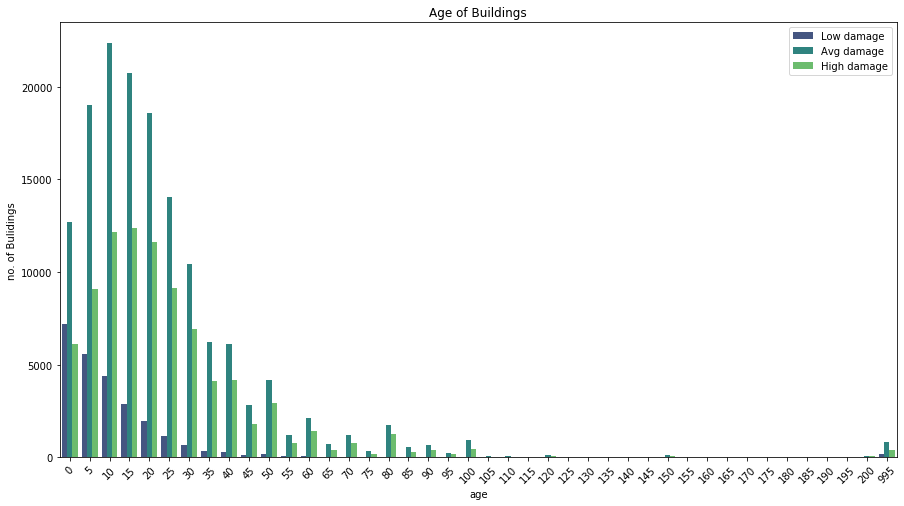 Age of Buildings
Low damage
Avg damage
High damage
no. of Bulidings
20000
15000
10000
5000
0
0 5 10 15 20 25 30 35 40 45 50 55 60 65 70 75 80 85 90 95 100 105 110 115 120 125 130 135 140 145 150 155 160 165 170 175 180 185 190 195 200 995
age